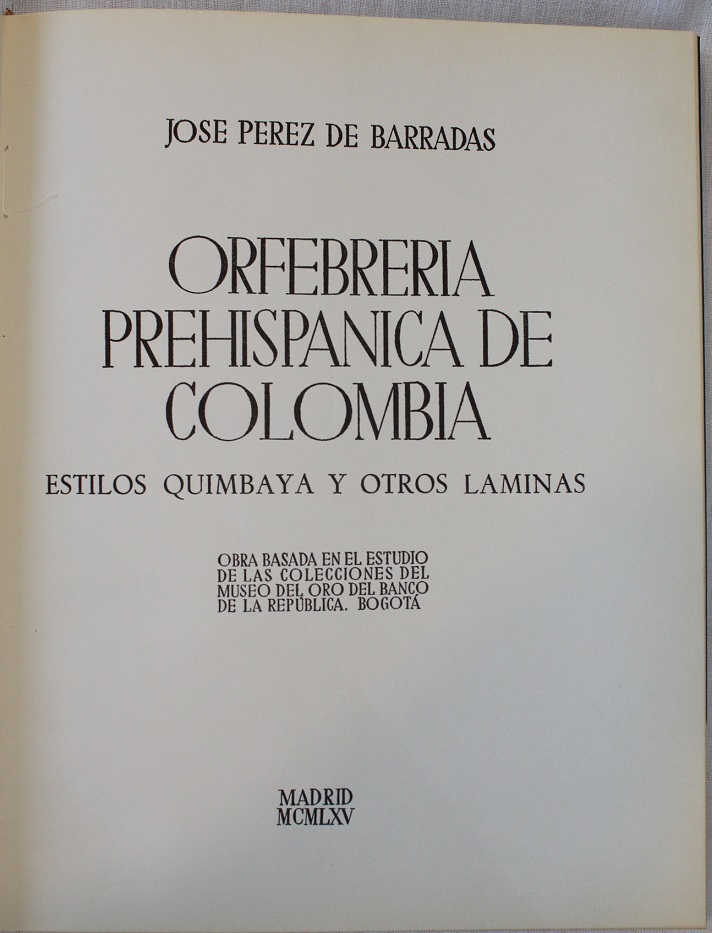 JOSE PEREZ DE BARRADAS
ORFEBRERIA
PREHISPANICA DE
COLOMBIA
ESTILOS QUIMBAYA Y OTROS LAMINAS
OBRA BASADA EN EL ESTUDIO
DE LAS COLECCIONES DEL
MUSEO DEL ORO DEL BANCO
DE LA REPÚBLICA. BOGOTÁ
MADRID
MCMLXV